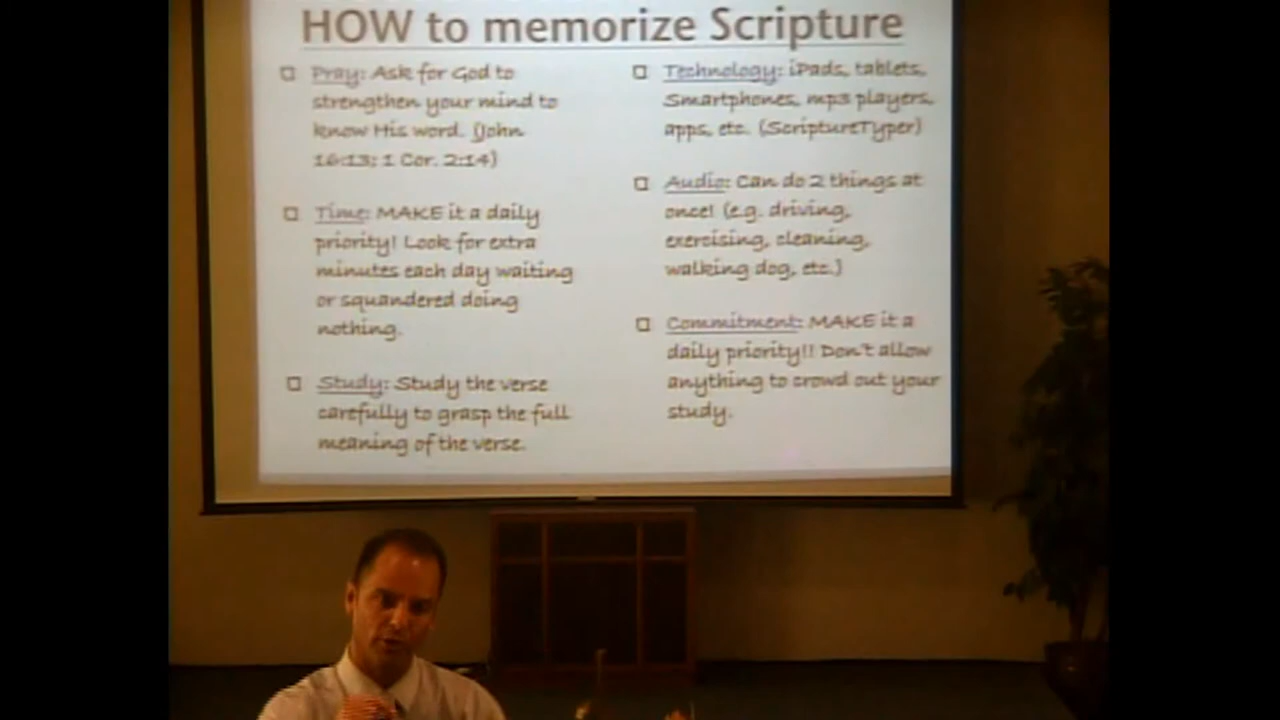 HOW to memorize Scripture
Pray: Ask for God to
strengthen your mind to
know His word. (John
16:13; 1 Cor. 2:14)
Time: MAKE it a daily
priority! Look for extra
minutes each day waiting
or squandered doing
nothing.
Study: Study the verse
carefully to grasp the full
meaning of the verse.
Technology: iPads, tablets,
Smartphones, mp3 players,
apps, etc. (ScriptureTyper)
Audio: Can do 2 things at
once! (e.g. driving,
exercising, cleaning,
walking dog, etc.)
Commitment: MAKE it a
daily priority!! Don't allow
anything to crowd out your
study.